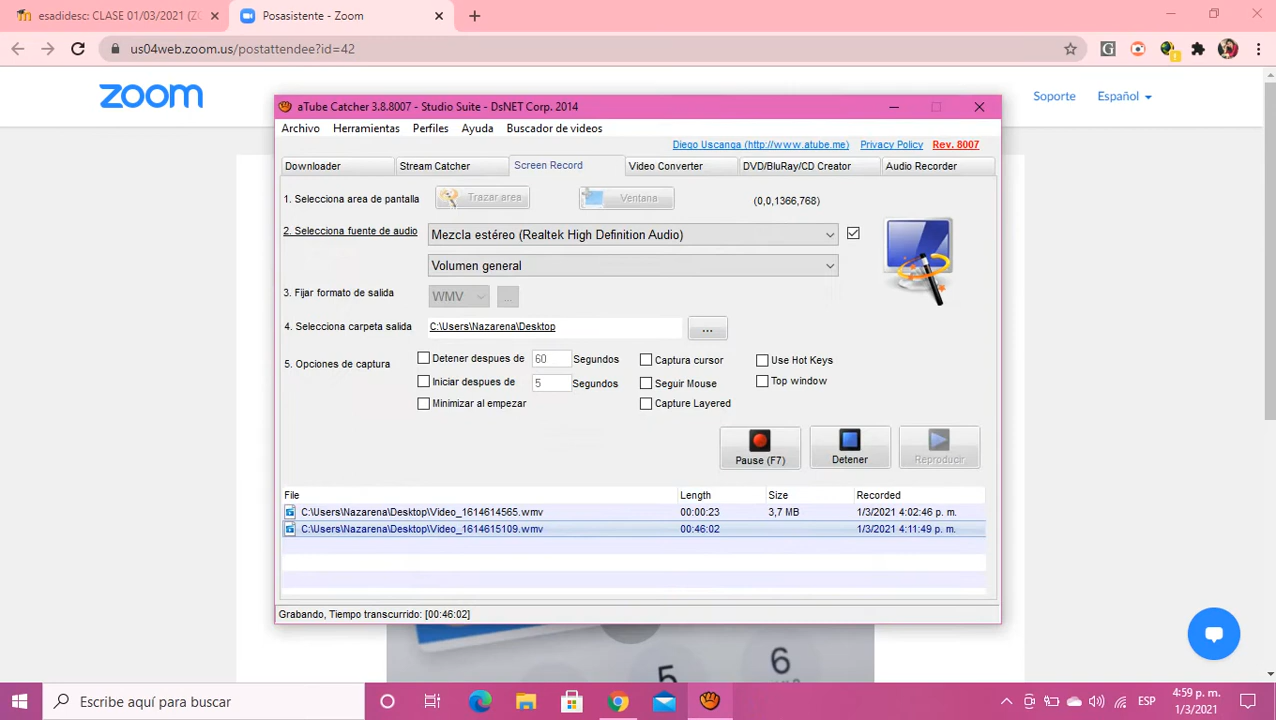 esadidesc: CLASE 01/03/2021 (ZO
Posasistente - Zoom
us04web.zoom.us/postattendee?id=42
zoom
Soporte
Español
aTube Catcher 3.8.8007 - Studio Suite - DsNET Corp. 2014
Archivo Herramientas Perfiles Ayuda Buscador de videos
Diego Uscanga (http://www.atube.me) Privacy Policy Rev. 8007
Downloader Stream Catcher Screen Record Video Converter DVD/BluRay/CD Creator Audio Recorder
1. Selecciona area de pantalla Trazar area Ventana (0,0,1366,768)
2. Selecciona fuente de audio Mezcla estéreo (Realtek High Definition Audio)
Volumen general
3. Fijar formato de salida WMV ...
4. Selecciona carpeta salida C:\Users\Nazarena\Desktop ...
5. Opciones de captura Detener despues de 60 Segundos Captura cursor Use Hot Keys
Iniciar despues de 5 Segundos Seguir Mouse Top window
Minimizar al empezar Capture Layered
Pause (F7) Detener Reproducir
File Length Size Recorded
C:\Users\Nazarena\Desktop\Video_1614614565.wmv 00:00:23 3,7 MB 1/3/2021 4:02:46 p. m.
C:\Users\Nazarena\Desktop\Video_1614615109.wmv 00:46:02 1/3/2021 4:11:49 p. m.
Grabando, Tiempo transcurrido: [00:46:02]
5 6
Escribe aquí para buscar
ESP
4:59 p. m.
1/3/2021